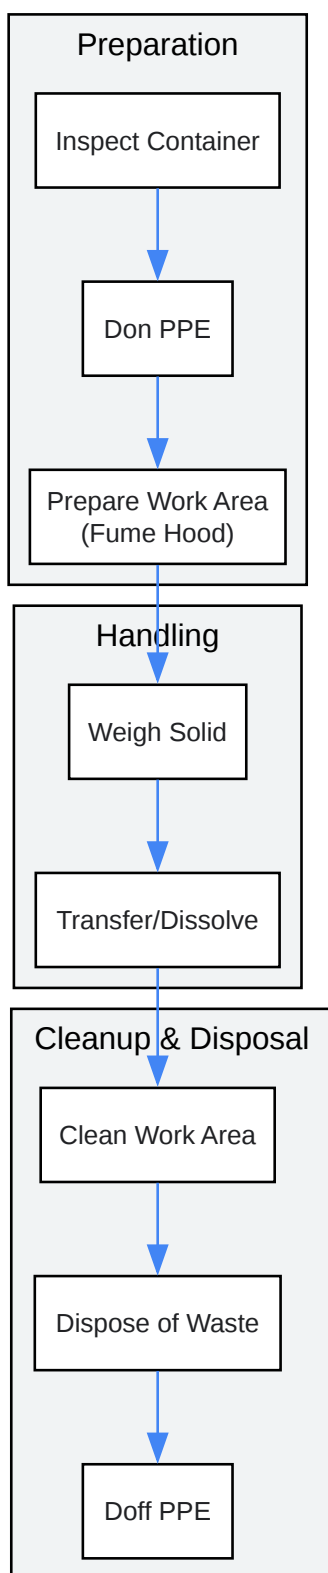 Preparation
Inspect Container
Don PPE
Prepare Work Area
(Fume Hood)
Handling
Weigh Solid
Transfer/Dissolve
Cleanup & Disposal
Clean Work Area
Dispose of Waste
Doff PPE